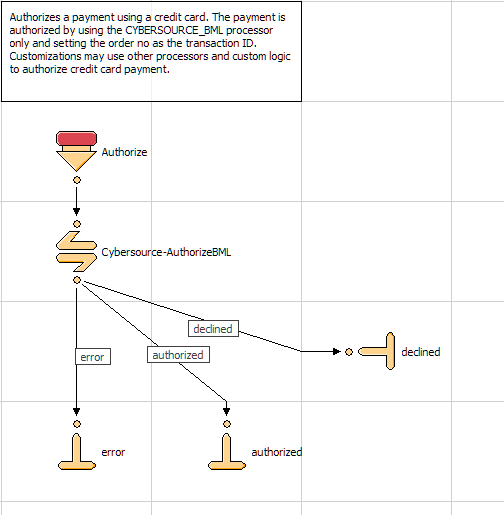 Authorizes a payment using a credit card. The payment is
authorized by using the CYBERSOURCE_BML processor
only and setting the order no as the transaction ID.
Customizations may use other processors and custom logic
to authorize credit card payment.
Authorize
Cybersource-AuthorizeBML
declined
authorized
declined
error
error
authorized